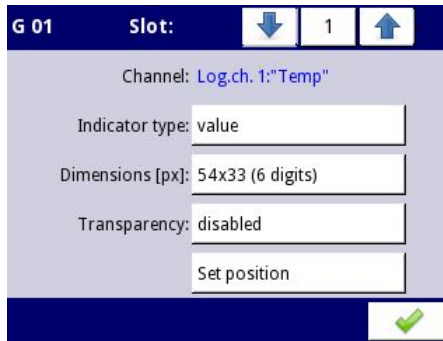 G 01 Slot: 1
Channel: Log.ch. 1:"Temp"
Indicator type: value
Dimensions [px]: 54x33 (6 digits)
Transparency: disabled
Set position